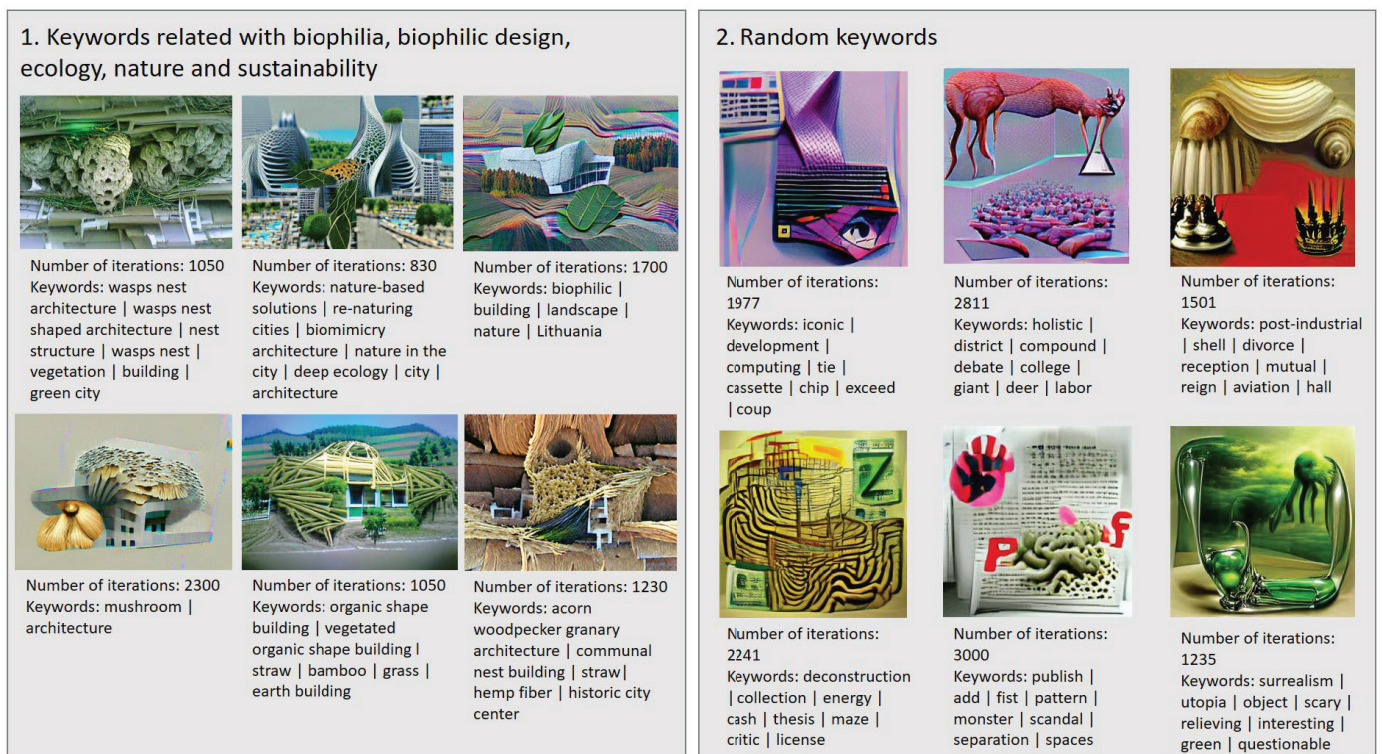 1. Keywords related with biophilia, biophilic design,
ecology, nature and sustainability
Number of iterations: 1050
Keywords: wasps nest
architecture | wasps nest
shaped architecture | nest
structure | wasps nest |
vegetation | building |
green city
Number of iterations: 830
Keywords: nature-based
solutions | re-naturing
cities | biomimicry
architecture | nature in the
city | deep ecology | city |
architecture
Number of iterations: 1700
Keywords: biophilic |
building | landscape |
nature | Lithuania
Number of iterations: 2300
Keywords: mushroom |
architecture
Number of iterations: 1050
Keywords: organic shape
building | vegetated
organic shape building l
straw | bamboo | grass |
earth building
Number of iterations: 1230
Keywords: acorn
woodpecker granary
architecture | communal
nest building | straw|
hemp fiber | historic city
center
2. Random keywords
Number of iterations:
1977
Keywords: iconic |
development |
computing | tie |
cassette | chip | exceed
| coup
Number of iterations:
2811
Keywords: holistic |
district | compound |
debate | college |
giant | deer | labor
Number of iterations:
1501
Keywords: post-industrial
| shell | divorce |
reception | mutual |
reign | aviation | hall
Z
Number of iterations:
2241
Keywords: deconstruction
| collection | energy |
cash | thesis | maze |
critic | license
P
f
Number of iterations:
3000
Keywords: publish |
add | fist | pattern |
monster | scandal |
separation | spaces
Number of iterations:
1235
Keywords: surrealism |
utopia | object | scary |
relieving | interesting |
green | questionable